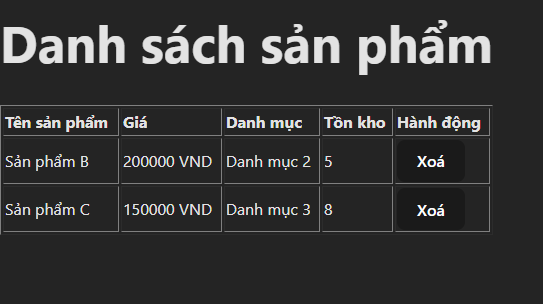 Danh sách sản phẩm
Tên sản phẩm Giá Danh mục Tồn kho Hành động
Sản phẩm B 200000 VND Danh mục 2 5 Xoá
Sản phẩm C 150000 VND Danh mục 3 8 Xoá